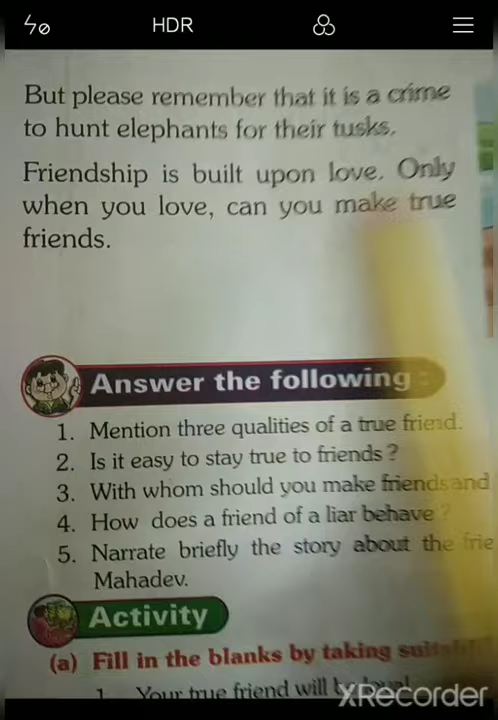 HDR
But please remember that it is a crime
to hunt elephants for their tusks.
Friendship is built upon love. Only
when you love, can you make true
friends.
Answer the following :
1. Mention three qualities of a true friend.
2. Is it easy to stay true to friends ?
3. With whom should you make friends and
4. How does a friend of a liar behave ?
5. Narrate briefly the story about the
Mahadev.
Activity
(a) Fill in the blanks by taking
1. Your true friend will be loyal
XRecorder